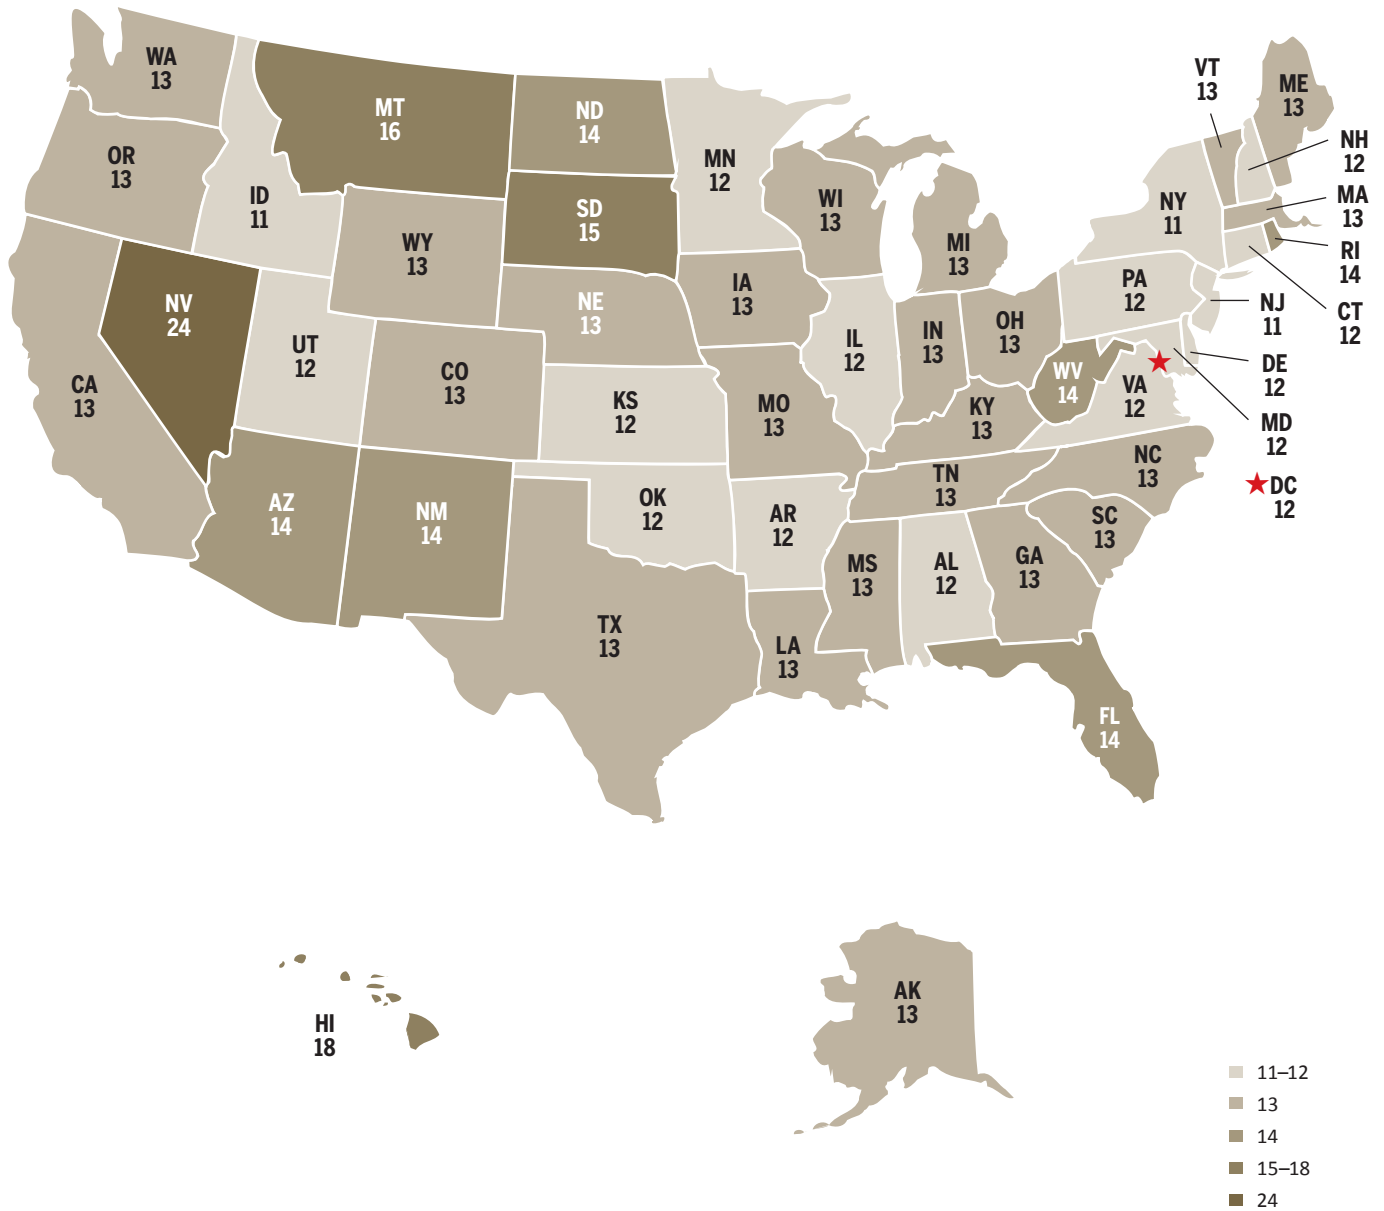 WA
13
OR
13
CA
13
NV
24
ID
11
MT
16
WY
13
UT
12
CO
13
AZ
14
NM
14
ND
14
SD
15
NE
13
KS
12
OK
12
TX
13
MN
12
IA
13
MO
13
AR
12
LA
13
WI
13
IL
12
MI
13
IN
13
OH
13
KY
13
TN
13
MS
13
AL
12
GA
13
FL
14
SC
13
NC
13
WV
14
VA
12
PA
12
NY
11
VT
13
ME
13
NH
12
MA
13
RI
14
CT
12
NJ
11
DE
12
MD
12
DC
12
HI
18
AK
13
11–12
13
14
15–18
24